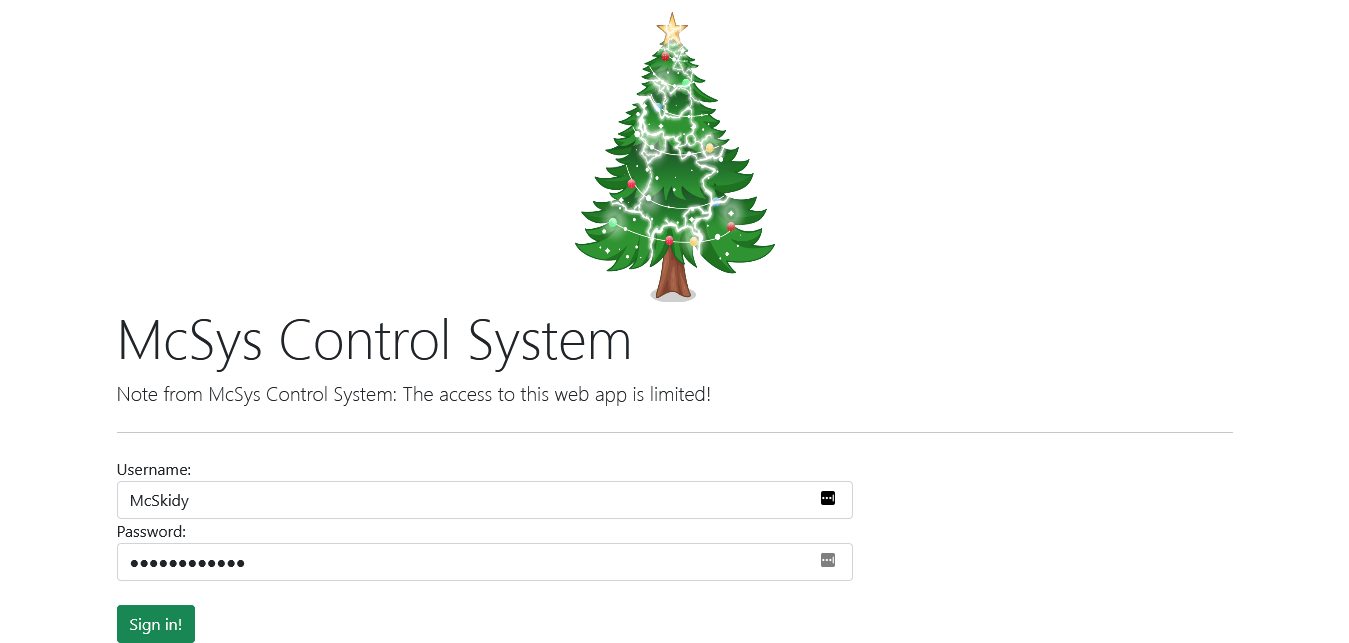 McSys Control System
Note from McSys Control System: The access to this web app is limited!
Username:
McSkidy
Password:
••••••••••••
Sign in!